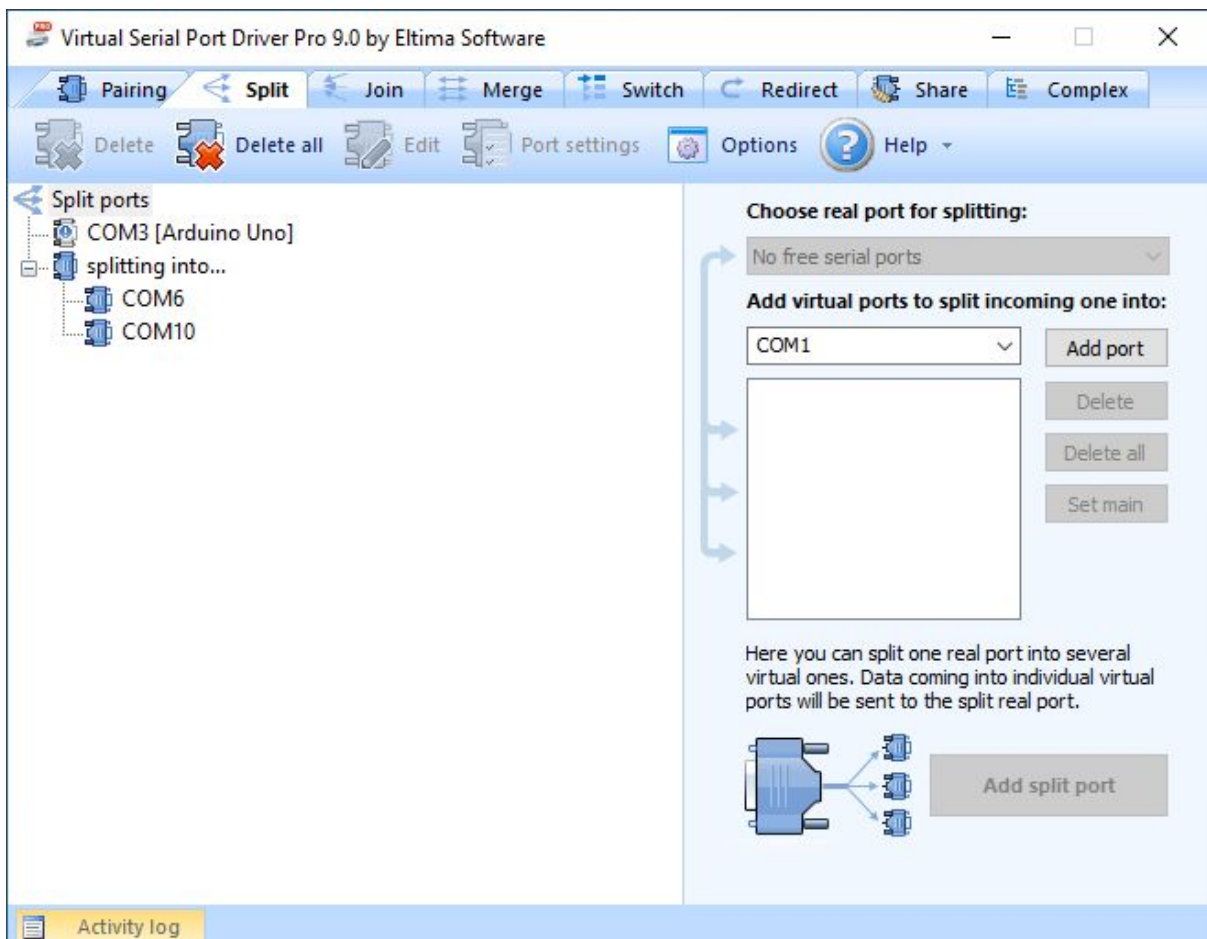 PRO
Virtual Serial Port Driver Pro 9.0 by Eltima Software
Pairing Split Join Merge Switch Redirect Share Complex
Delete Delete all Edit Port settings Options ? Help
Split ports
COM3 [Arduino Uno]
splitting into...
COM6
COM10
Choose real port for splitting:
No free serial ports
Add virtual ports to split incoming one into:
COM1 Add port
Delete
Delete all
Set main
Here you can split one real port into several
virtual ones. Data coming into individual virtual
ports will be sent to the split real port.
Add split port
Activity log